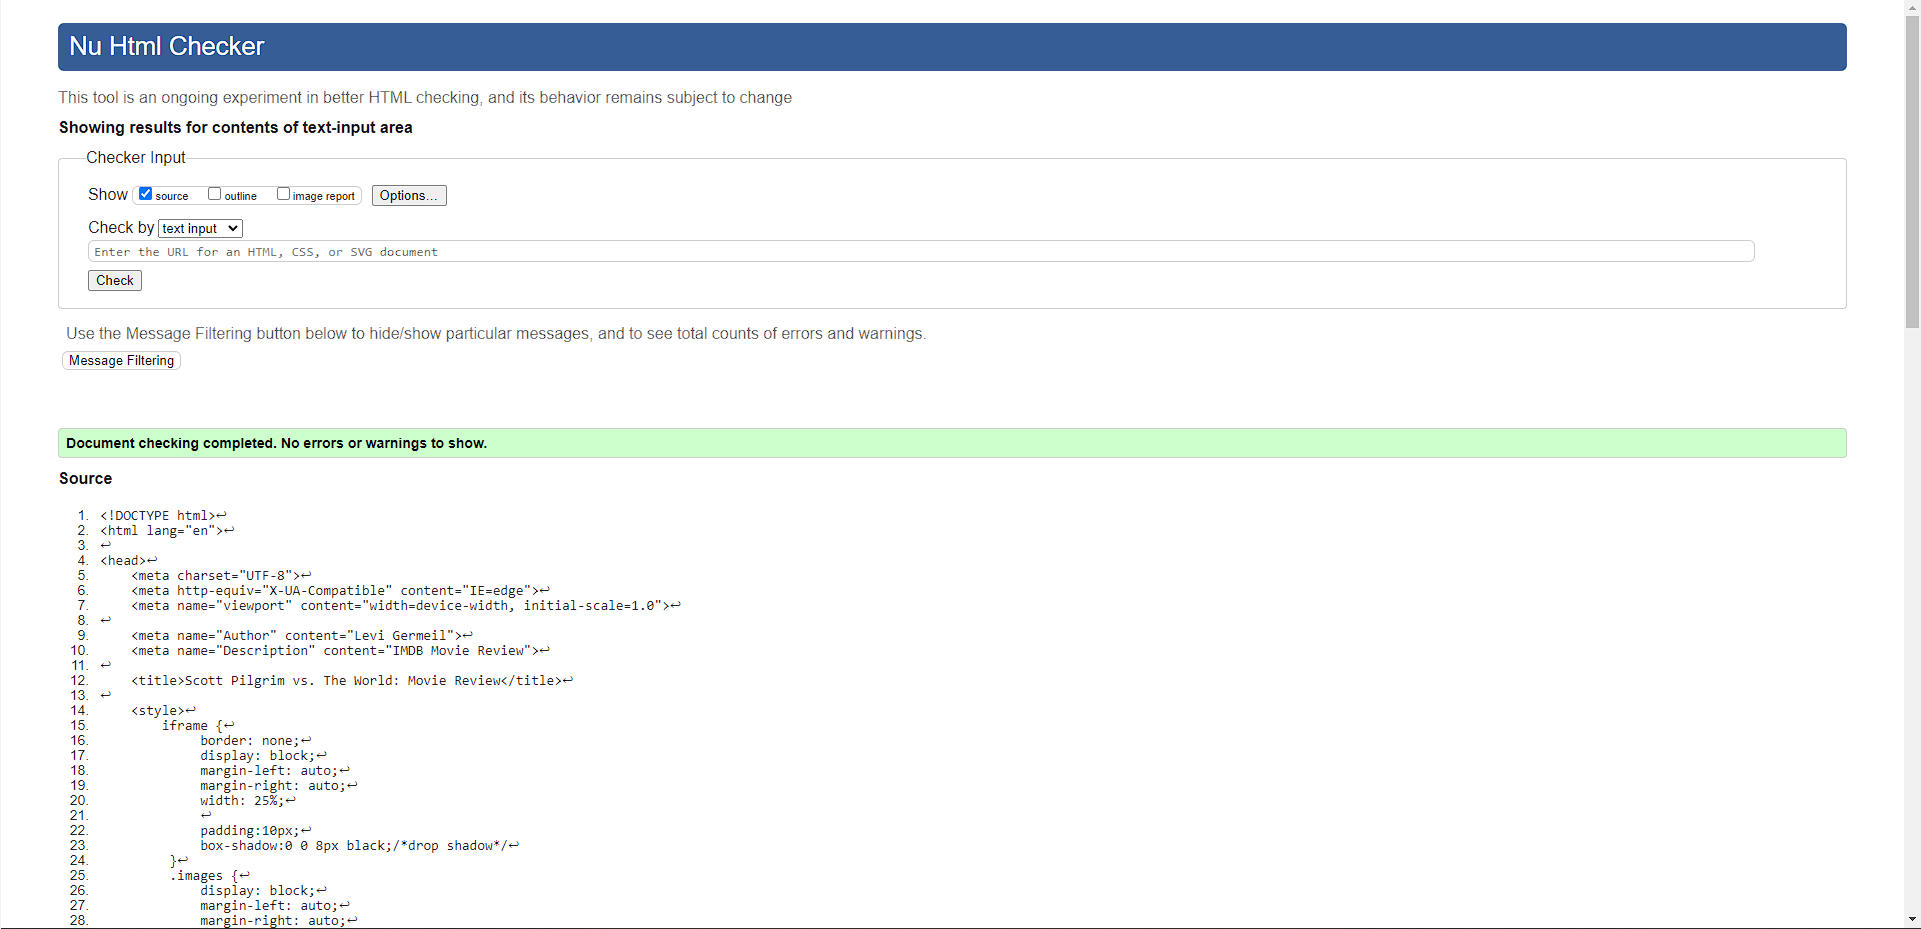 Nu Html Checker
This tool is an ongoing experiment in better HTML checking, and its behavior remains subject to change
Showing results for contents of text-input area
Checker Input
Show source outline image report Options...
Check by text input
Enter the URL for an HTML, CSS, or SVG document
Check
Use the Message Filtering button below to hide/show particular messages, and to see total counts of errors and warnings.
Message Filtering
Document checking completed. No errors or warnings to show.
Source
1. <!DOCTYPE html>↩
2. <html lang="en">↩
3. ↩
4. <head>↩
5.     <meta charset="UTF-8">↩
6.     <meta http-equiv="X-UA-Compatible" content="IE=edge">↩
7.     <meta name="viewport" content="width=device-width, initial-scale=1.0">↩
8. ↩
9.     <meta name="Author" content="Levi Germeil">↩
10.     <meta name="Description" content="IMDB Movie Review">↩
11. ↩
12.     <title>Scott Pilgrim vs. The World: Movie Review</title>↩
13. ↩
14.     <style>↩
15.         iframe {↩
16.              border: none;↩
17.              display: block;↩
18.              margin-left: auto;↩
19.              margin-right: auto;↩
20.              width: 25%;↩
21.              ↩
22.              padding:10px;↩
23.              box-shadow:0 0 8px black;/*drop shadow*/↩
24.          }↩
25.          .images {↩
26.              display: block;↩
27.              margin-left: auto;↩
28.              margin-right: auto;↩